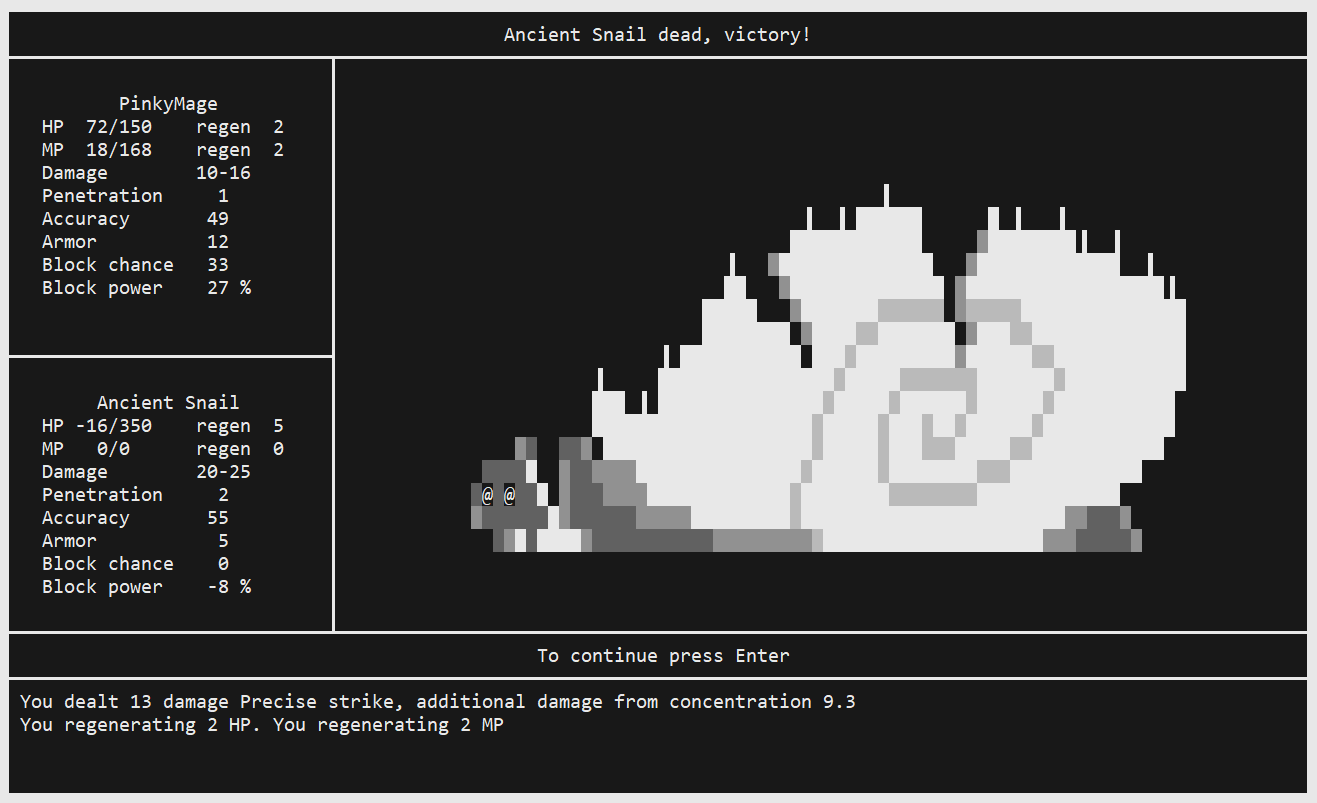 Ancient Snail dead, victory!
PinkyMage
HP 72/150 regen 2
MP 18/168 regen 2
Damage 10-16
Penetration 1
Accuracy 49
Armor 12
Block chance 33
Block power 27 %
Ancient Snail
HP -16/350 regen 5
MP 0/0 regen 0
Damage 20-25
Penetration 2
Accuracy 55
Armor 5
Block chance 0
Block power -8 %
@ @
To continue press Enter
You dealt 13 damage Precise strike, additional damage from concentration 9.3
You regenerating 2 HP. You regenerating 2 MP